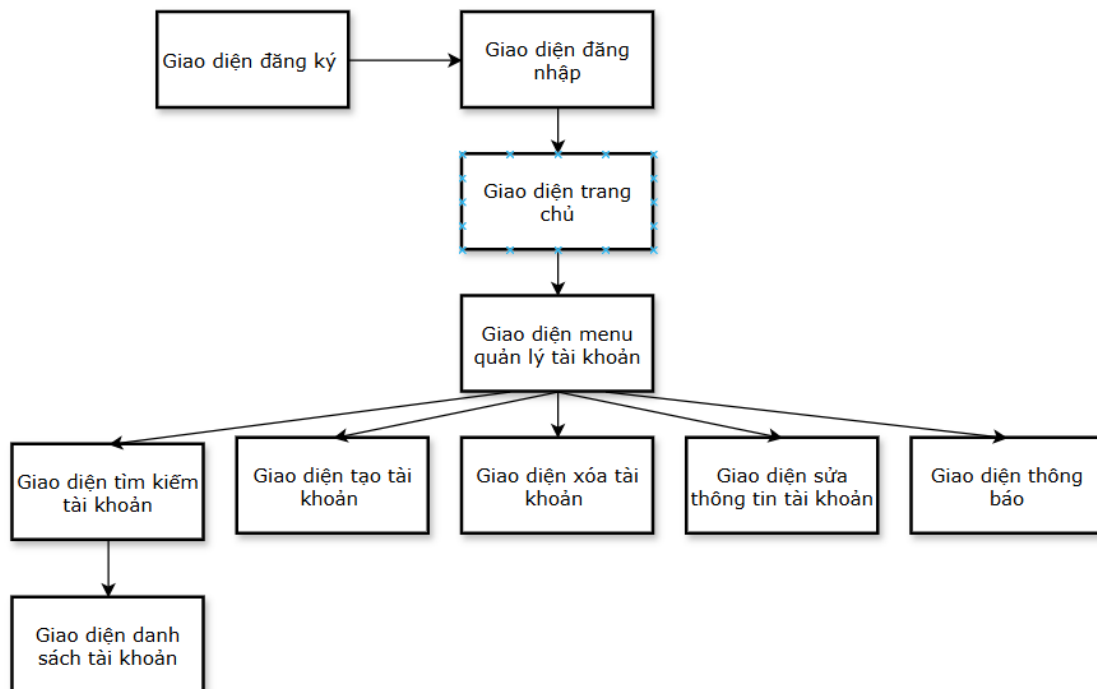 Giao diện đăng ký
Giao diện đăng
nhập
Giao diện trang
chủ
Giao diện menu
quản lý tài khoản
Giao diện tìm kiếm
tài khoản
Giao diện tạo tài
khoản
Giao diện xóa tài
khoản
Giao diện sửa
thông tin tài khoản
Giao diện thông
báo
Giao diện danh
sách tài khoản